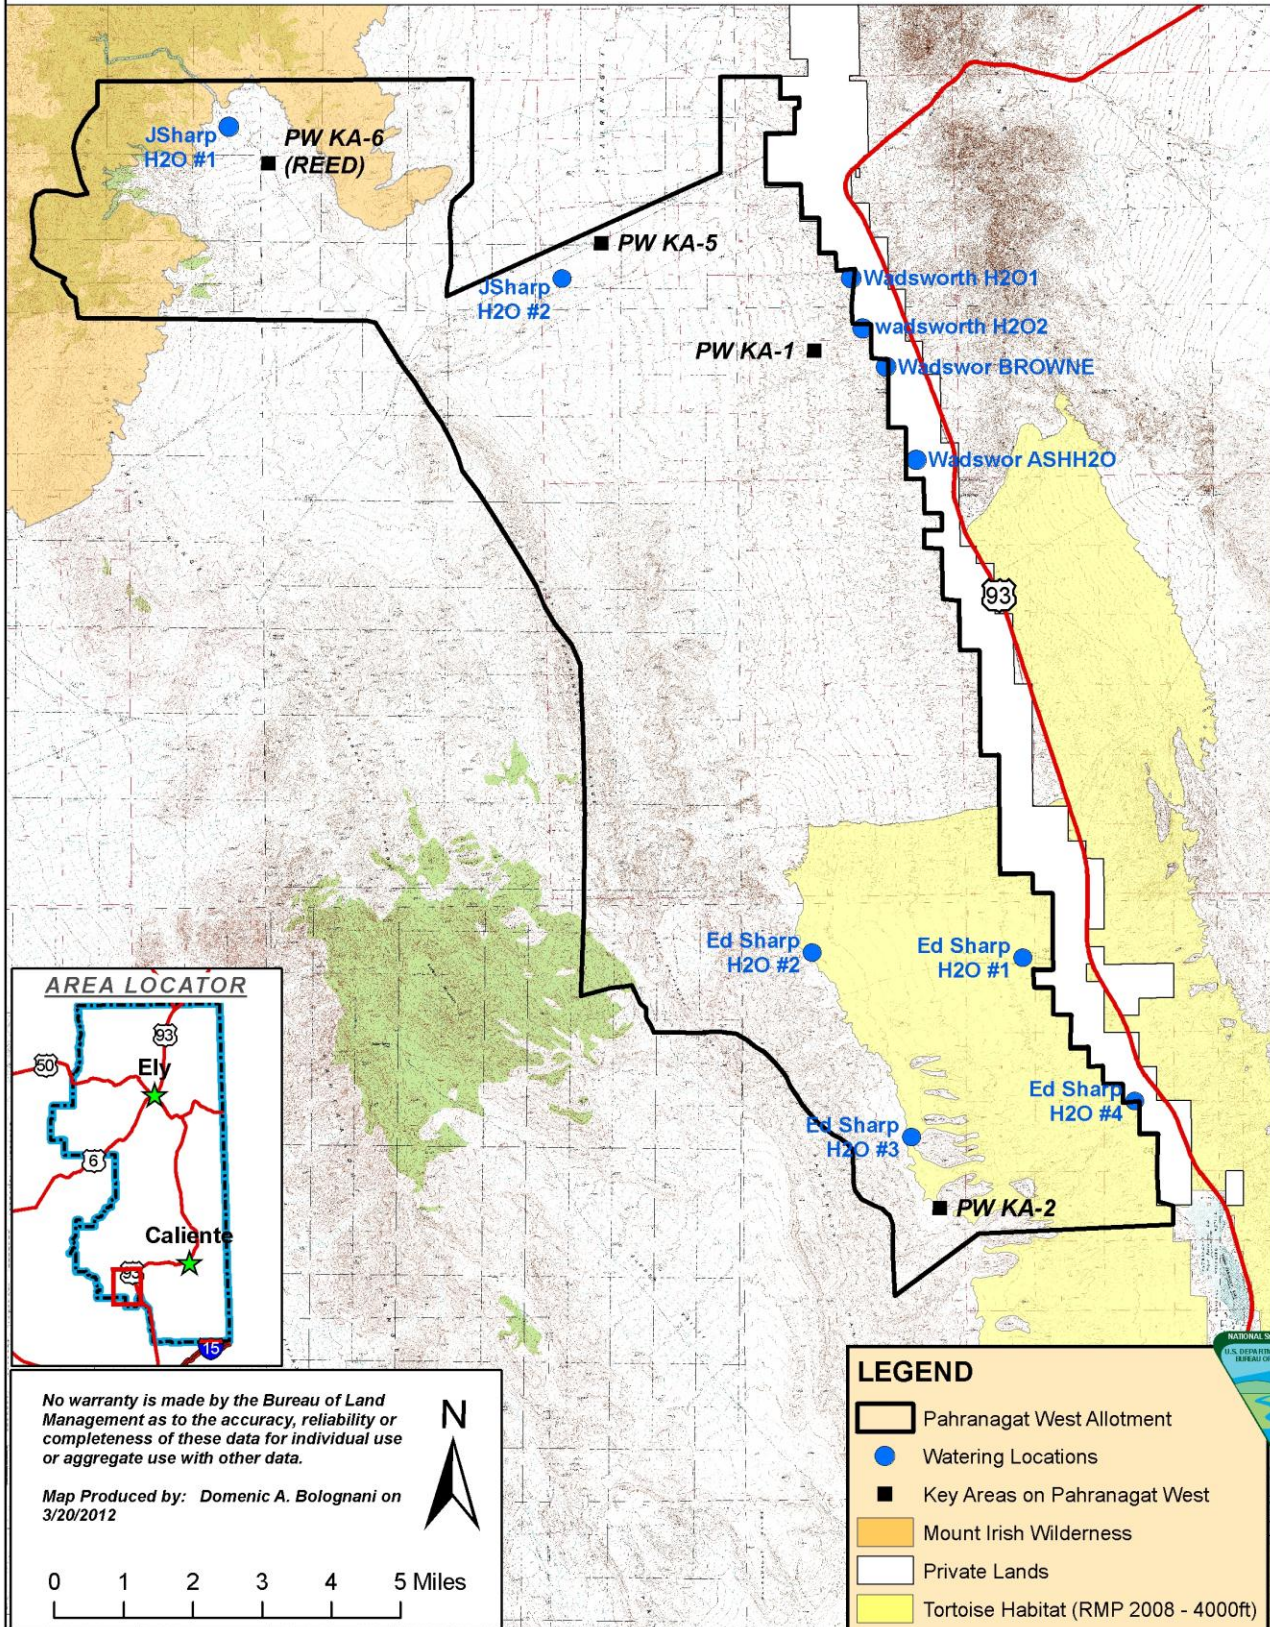 JSharp
H2O #1
PW KA-6
(REED)
PW KA-5
JSharp
H2O #2
Wadsworth H2O1
wadsworth H2O2
PW KA-1
Wadswor BROWNE
Wadswor ASHH2O
93
Ed Sharp
H2O #2
Ed Sharp
H2O #1
Ed Sharp
H2O #4
Ed Sharp
H2O #3
PW KA-2
AREA LOCATOR
93
50
Ely
6
Caliente
93
15
No warranty is made by the Bureau of Land
Management as to the accuracy, reliability or
completeness of these data for individual use
or aggregate use with other data.
Map Produced by: Domenic A. Bolognani on
3/20/2012
N
0 1 2 3 4 5 Miles
NATIONAL
LEGEND
Pahranagat West Allotment
Watering Locations
Key Areas on Pahranagat West
Mount Irish Wilderness
Private Lands
Tortoise Habitat (RMP 2008 - 4000ft)